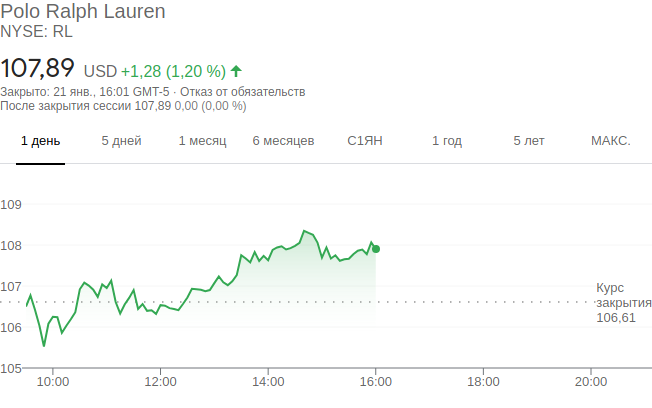 Polo Ralph Lauren
NYSE: RL
107,89 USD +1,28 (1,20 %)
Закрыто: 21 янв., 16:01 GMT-5 · Отказ от обязательств
После закрытия сессии 107,89 0,00 (0,00 %)
1 день 5 дней 1 месяц 6 месяцев С1ЯН 1 год 5 лет МАКС.
109
108
107
Курс
закрытия
106,61
106
105
10:00 12:00 14:00 16:00 18:00 20:00